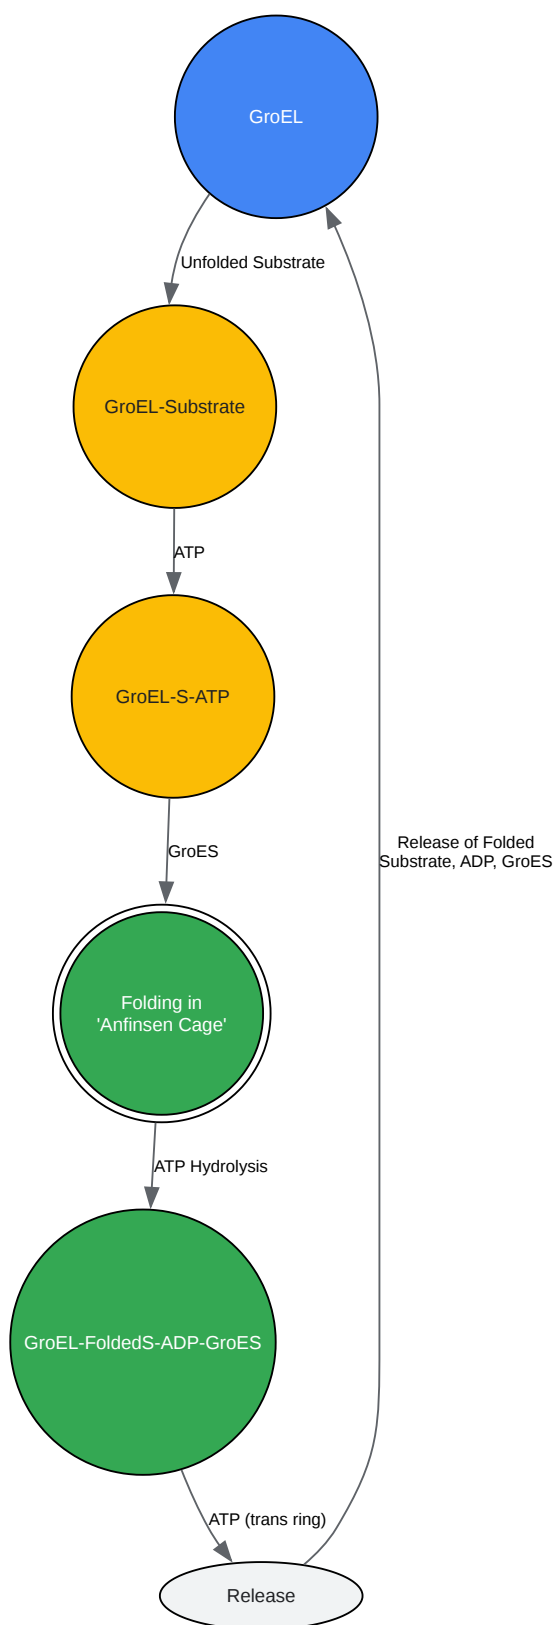 GroEL
Unfolded Substrate
GroEL-Substrate
ATP
GroEL-S-ATP
GroES
Release of Folded
Substrate, ADP, GroES
Folding in
'Anfinsen Cage'
ATP Hydrolysis
GroEL-FoldedS-ADP-GroES
ATP (trans ring)
Release